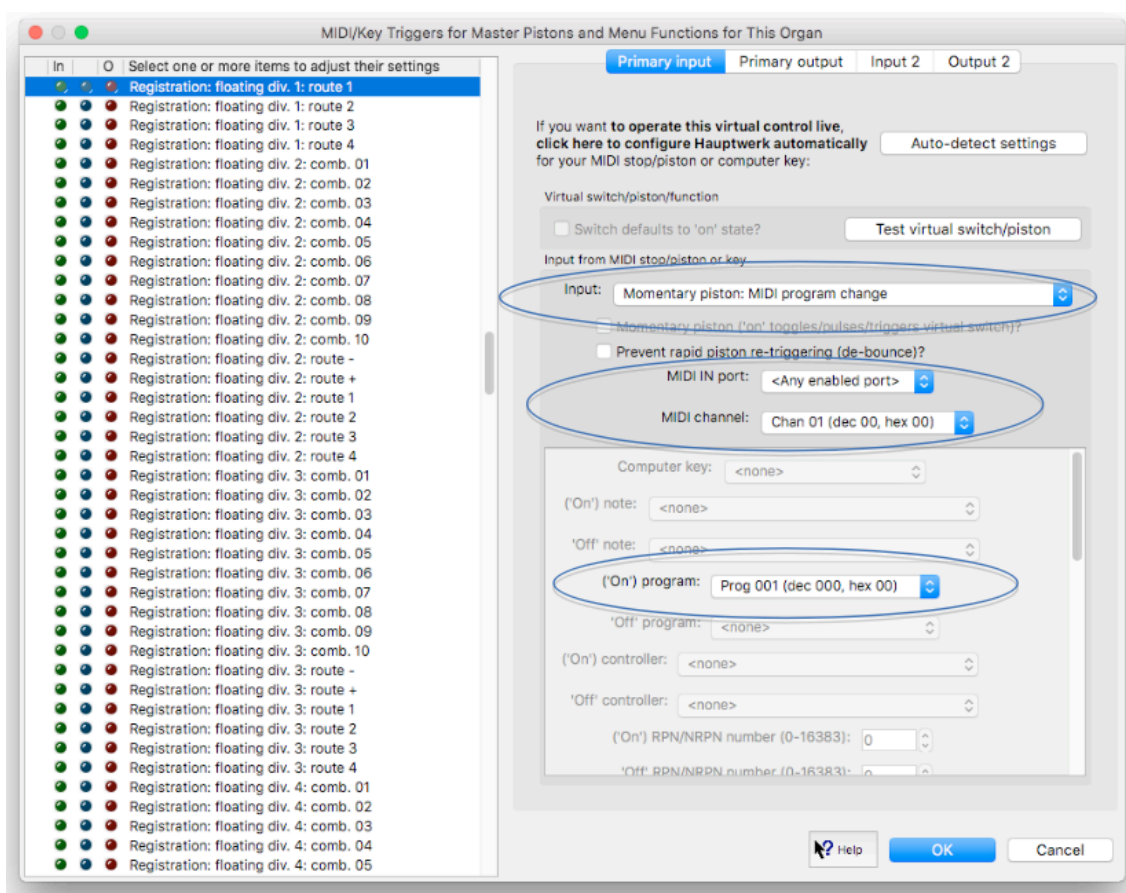 MIDI/Key Triggers for Master Pistons and Menu Functions for This Organ
In O Select one or more items to adjust their settings
Registration: floating div. 1: route 1
Registration: floating div. 1: route 2
Registration: floating div. 1: route 3
Registration: floating div. 1: route 4
Registration: floating div. 2: comb. 01
Registration: floating div. 2: comb. 02
Registration: floating div. 2: comb. 03
Registration: floating div. 2: comb. 04
Registration: floating div. 2: comb. 05
Registration: floating div. 2: comb. 06
Registration: floating div. 2: comb. 07
Registration: floating div. 2: comb. 08
Registration: floating div. 2: comb. 09
Registration: floating div. 2: comb. 10
Registration: floating div. 2: route -
Registration: floating div. 2: route +
Registration: floating div. 2: route 1
Registration: floating div. 2: route 2
Registration: floating div. 2: route 3
Registration: floating div. 2: route 4
Registration: floating div. 3: comb. 01
Registration: floating div. 3: comb. 02
Registration: floating div. 3: comb. 03
Registration: floating div. 3: comb. 04
Registration: floating div. 3: comb. 05
Registration: floating div. 3: comb. 06
Registration: floating div. 3: comb. 07
Registration: floating div. 3: comb. 08
Registration: floating div. 3: comb. 09
Registration: floating div. 3: comb. 10
Registration: floating div. 3: route -
Registration: floating div. 3: route +
Registration: floating div. 3: route 1
Registration: floating div. 3: route 2
Registration: floating div. 3: route 3
Registration: floating div. 3: route 4
Registration: floating div. 4: comb. 01
Registration: floating div. 4: comb. 02
Registration: floating div. 4: comb. 03
Registration: floating div. 4: comb. 04
Registration: floating div. 4: comb. 05
Primary input Primary output Input 2 Output 2
If you want to operate this virtual control live,
click here to configure Hauptwerk automatically
for your MIDI stop/piston or computer key:
Auto-detect settings
Virtual switch/piston/function
Switch defaults to 'on' state? Test virtual switch/piston
Input from MIDI stop/piston or key
Input: Momentary piston: MIDI program change
Momentary piston ('on' toggles/pulses/triggers virtual switch)?
Prevent rapid piston re-triggering (de-bounce)?
MIDI IN port: <Any enabled port>
MIDI channel: Chan 01 (dec 00, hex 00)
Computer key: <none>
('On') note: <none>
'Off' note: <none>
('On') program: Prog 001 (dec 000, hex 00)
'Off' program: <none>
('On') controller: <none>
'Off' controller: <none>
('On') RPN/NRPN number (0-16383): 0
'Off' RPN/NRPN number (0-16383): 0
Help OK Cancel